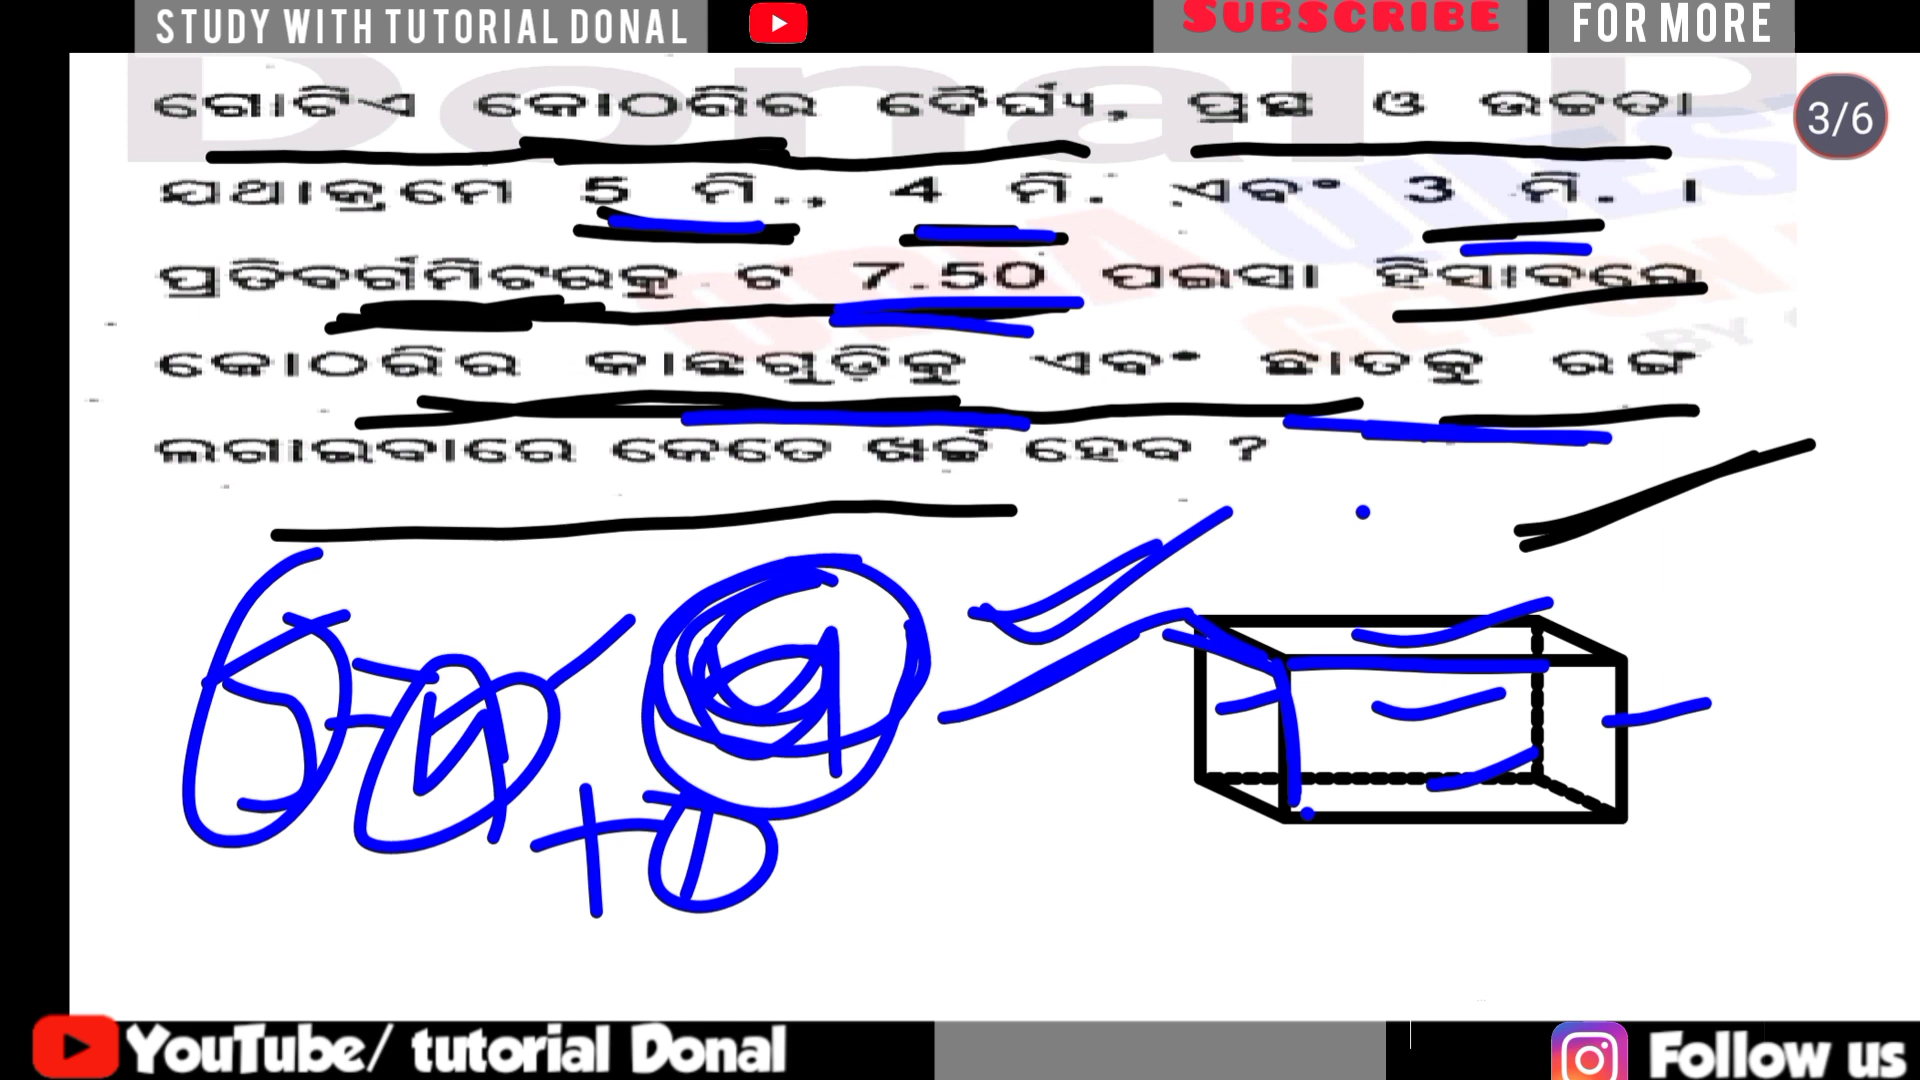 STUDY WITH TUTORIAL DONAL SUBSCRIBE FOR MORE
ଗୋଟିଏ କୋଠରିର ଦୈର୍ଘ୍ୟ, ପ୍ରସ୍ଥ ଓ ଉଚ୍ଚତା
3/6
ଯଥାକ୍ରମେ 5 ମି., 4 ମି. ଏବଂ 3 ମି. ।
ପ୍ରତିବର୍ଗମିଟରକୁ ଟ 7.50 ପଇସା ହିସାବରେ
କୋଠରିର କାନ୍ଥଗୁଡିକୁ ଏବଂ ଛାତକୁ ରଙ୍ଗ
ଲଗାଇବାରେ କେତେ ଖର୍ଚ୍ଚ ହେବ ?
YouTube/ tutorial Donal Follow us